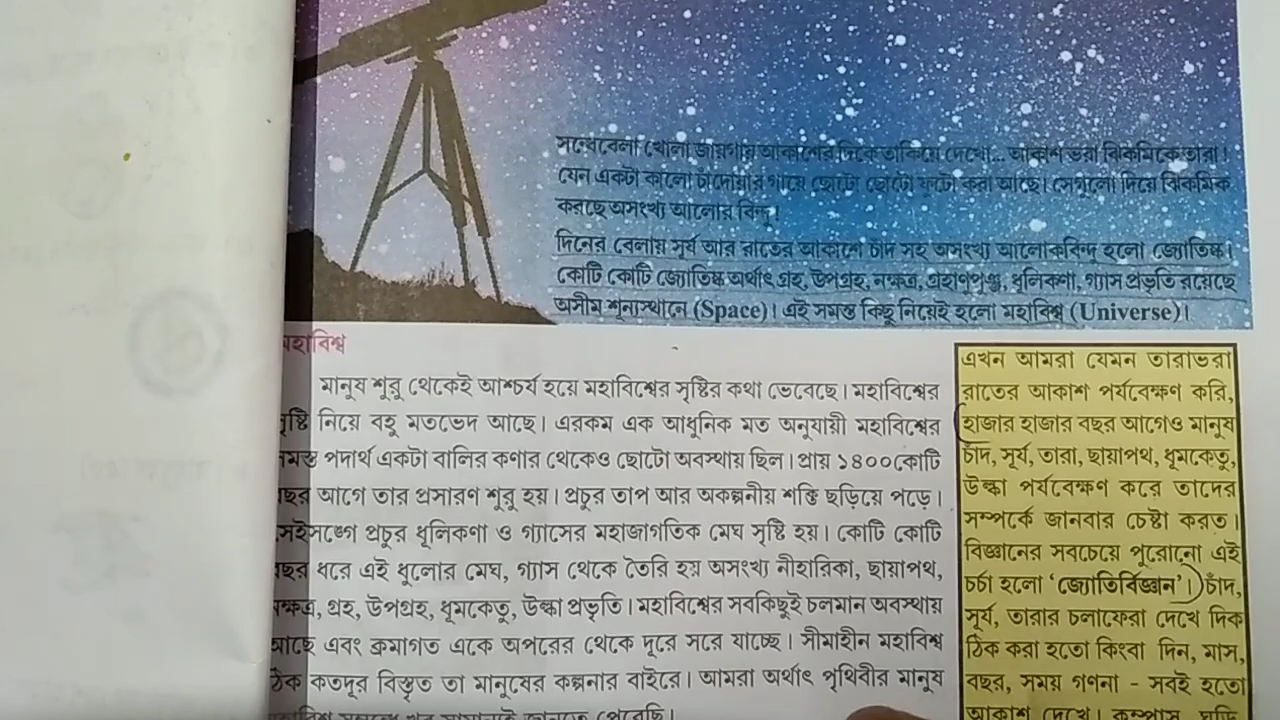 সন্ধেবেলা খোলা জায়গায় আকাশের দিকে তাকিয়ে দেখো... আকাশ ভরা ঝিকমিকে তারা!
যেন একটা কালো চাঁদোয়ার গায়ে ছোটো ছোটো ফুটো করা আছে। সেগুলো দিয়ে ঝিকমিক
করছে অসংখ্য আলোর বিন্দু!
দিনের বেলায় সূর্য আর রাতের আকাশে চাঁদ সহ অসংখ্য আলোকবিন্দু হলো জ্যোতিষ্ক।
কোটি কোটি জ্যোতিষ্ক অর্থাৎ গ্রহ, উপগ্রহ, নক্ষত্র, গ্রহাণুপুঞ্জ, ধূলিকণা, গ্যাস প্রভৃতি রয়েছে
অসীম শূন্যস্থানে (Space)। এই সমস্ত কিছু নিয়েই হলো মহাবিশ্ব (Universe)।
মহাবিশ্ব
মানুষ শুরু থেকেই আশ্চর্য হয়ে মহাবিশ্বের সৃষ্টির কথা ভেবেছে। মহাবিশ্বের
সৃষ্টি নিয়ে বহু মতভেদ আছে। এরকম এক আধুনিক মত অনুযায়ী মহাবিশ্বের
সমস্ত পদার্থ একটা বালির কণার থেকেও ছোটো অবস্থায় ছিল। প্রায় ১৪০০কোটি
বছর আগে তার প্রসারণ শুরু হয়। প্রচুর তাপ আর অকল্পনীয় শক্তি ছড়িয়ে পড়ে।
সেইসঙ্গে প্রচুর ধূলিকণা ও গ্যাসের মহাজাগতিক মেঘ সৃষ্টি হয়। কোটি কোটি
বছর ধরে এই ধুলোর মেঘ, গ্যাস থেকে তৈরি হয় অসংখ্য নীহারিকা, ছায়াপথ,
নক্ষত্র, গ্রহ, উপগ্রহ, ধূমকেতু, উল্কা প্রভৃতি। মহাবিশ্বের সবকিছুই চলমান অবস্থায়
আছে এবং ক্রমাগত একে অপরের থেকে দূরে সরে যাচ্ছে। সীমাহীন মহাবিশ্ব
ঠিক কতদূর বিস্তৃত তা মানুষের কল্পনার বাইরে। আমরা অর্থাৎ পৃথিবীর মানুষ
এখন আমরা যেমন তারাভরা
রাতের আকাশ পর্যবেক্ষণ করি,
হাজার হাজার বছর আগেও মানুষ
চাঁদ, সূর্য, তারা, ছায়াপথ, ধূমকেতু,
উল্কা পর্যবেক্ষণ করে তাদের
সম্পর্কে জানবার চেষ্টা করত।
বিজ্ঞানের সবচেয়ে পুরোনো এই
চর্চা হলো ‘জ্যোতির্বিজ্ঞান’। চাঁদ,
সূর্য, তারার চলাফেরা দেখে দিক
ঠিক করা হতো কিংবা দিন, মাস,
বছর, সময় গণনা - সবই হতো
আকাশ দেখে। কম্পাস, ঘড়ি